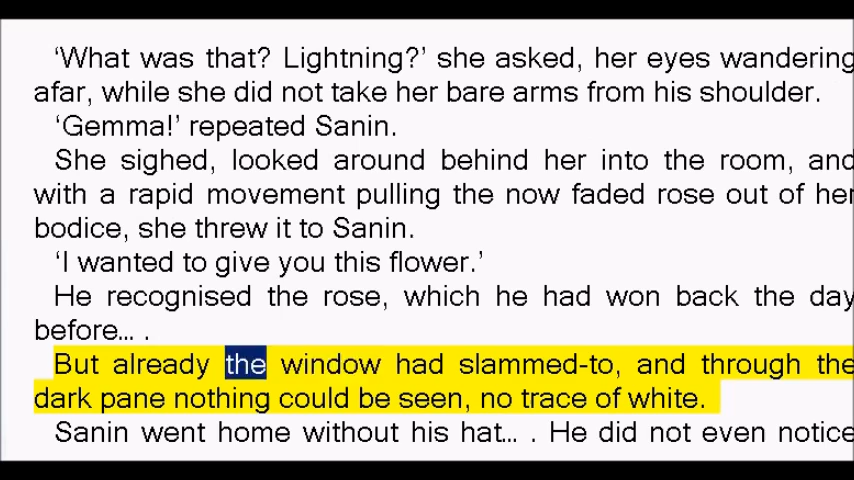 ‘What was that? Lightning?’ she asked, her eyes wandering
afar, while she did not take her bare arms from his shoulder.
‘Gemma!’ repeated Sanin.
She sighed, looked around behind her into the room, and
with a rapid movement pulling the now faded rose out of her
bodice, she threw it to Sanin.
‘I wanted to give you this flower.’
He recognised the rose, which he had won back the day
before... .
But already the window had slammed-to, and through the
dark pane nothing could be seen, no trace of white.
Sanin went home without his hat... . He did not even notice